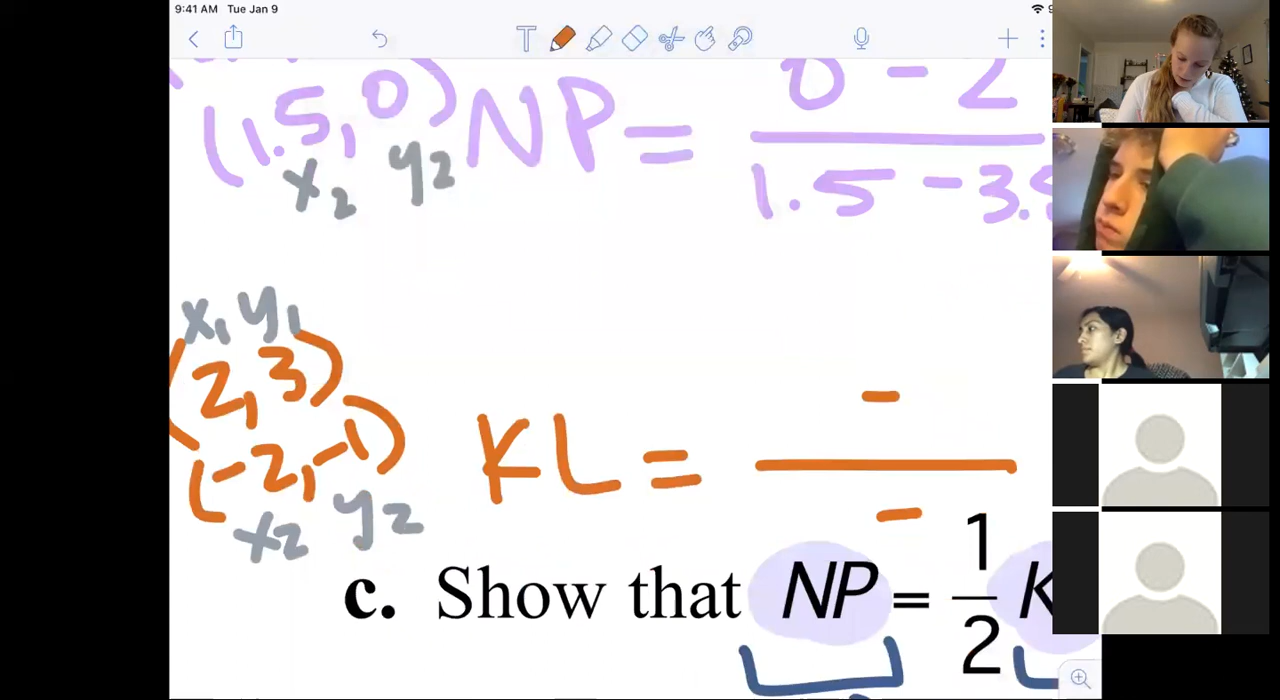 9:41 AM Tue Jan 9
0 - 2
(1.5, 0) NP =
1.5 - 3.5
x2 y2
x1 y1
(2, 3)
(-2, -1) KL = - -
x2 y2
c. Show that NP = 1/2 K